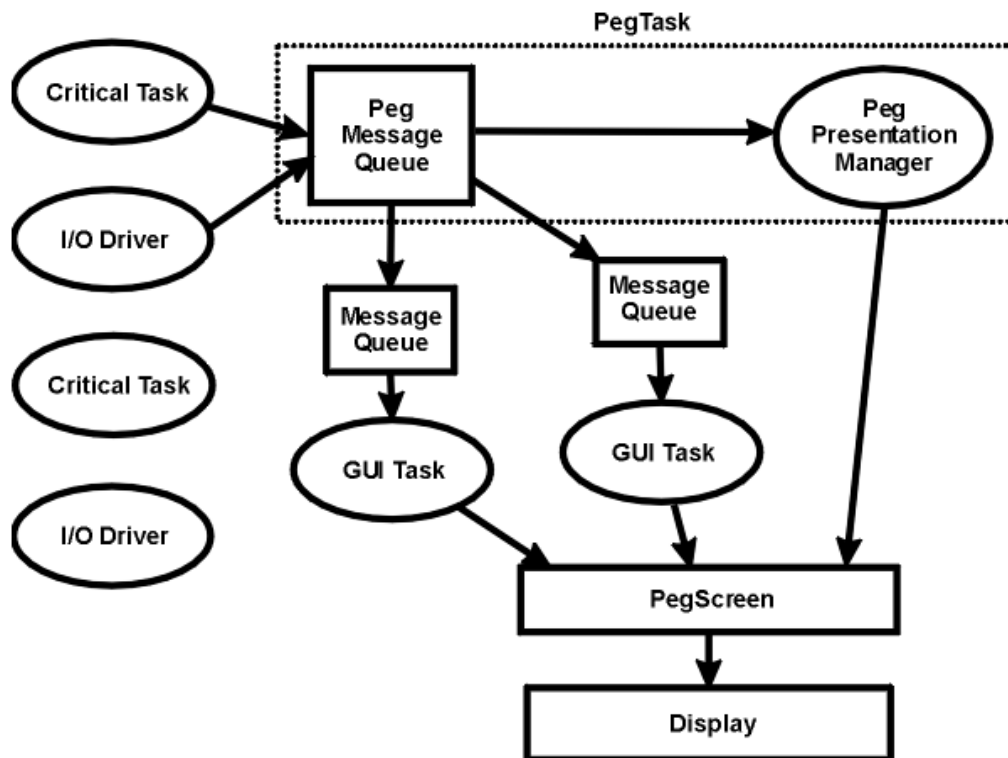 PegTask
Critical Task
Peg
Message
Queue
Peg
Presentation
Manager
I/O Driver
Message
Queue
Message
Queue
Critical Task
GUI Task
GUI Task
I/O Driver
PegScreen
Display